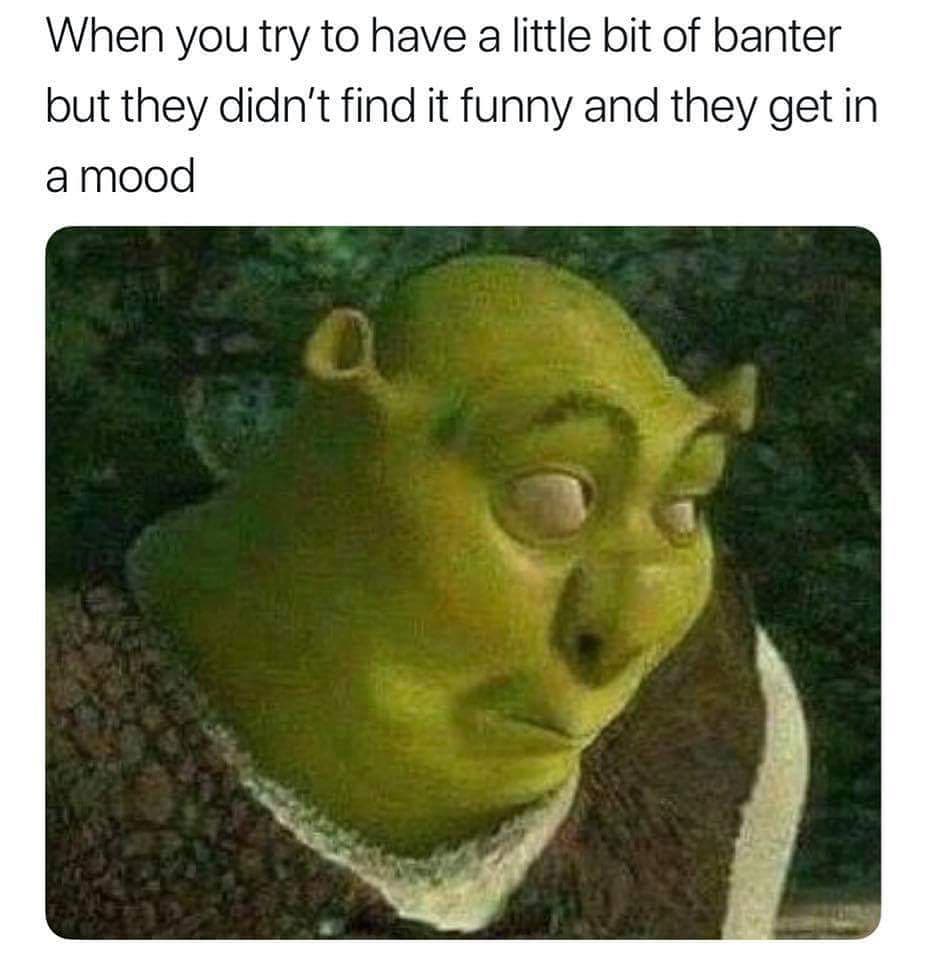 When you try to have a little bit of banter
but they didn’t find it funny and they get in
a mood